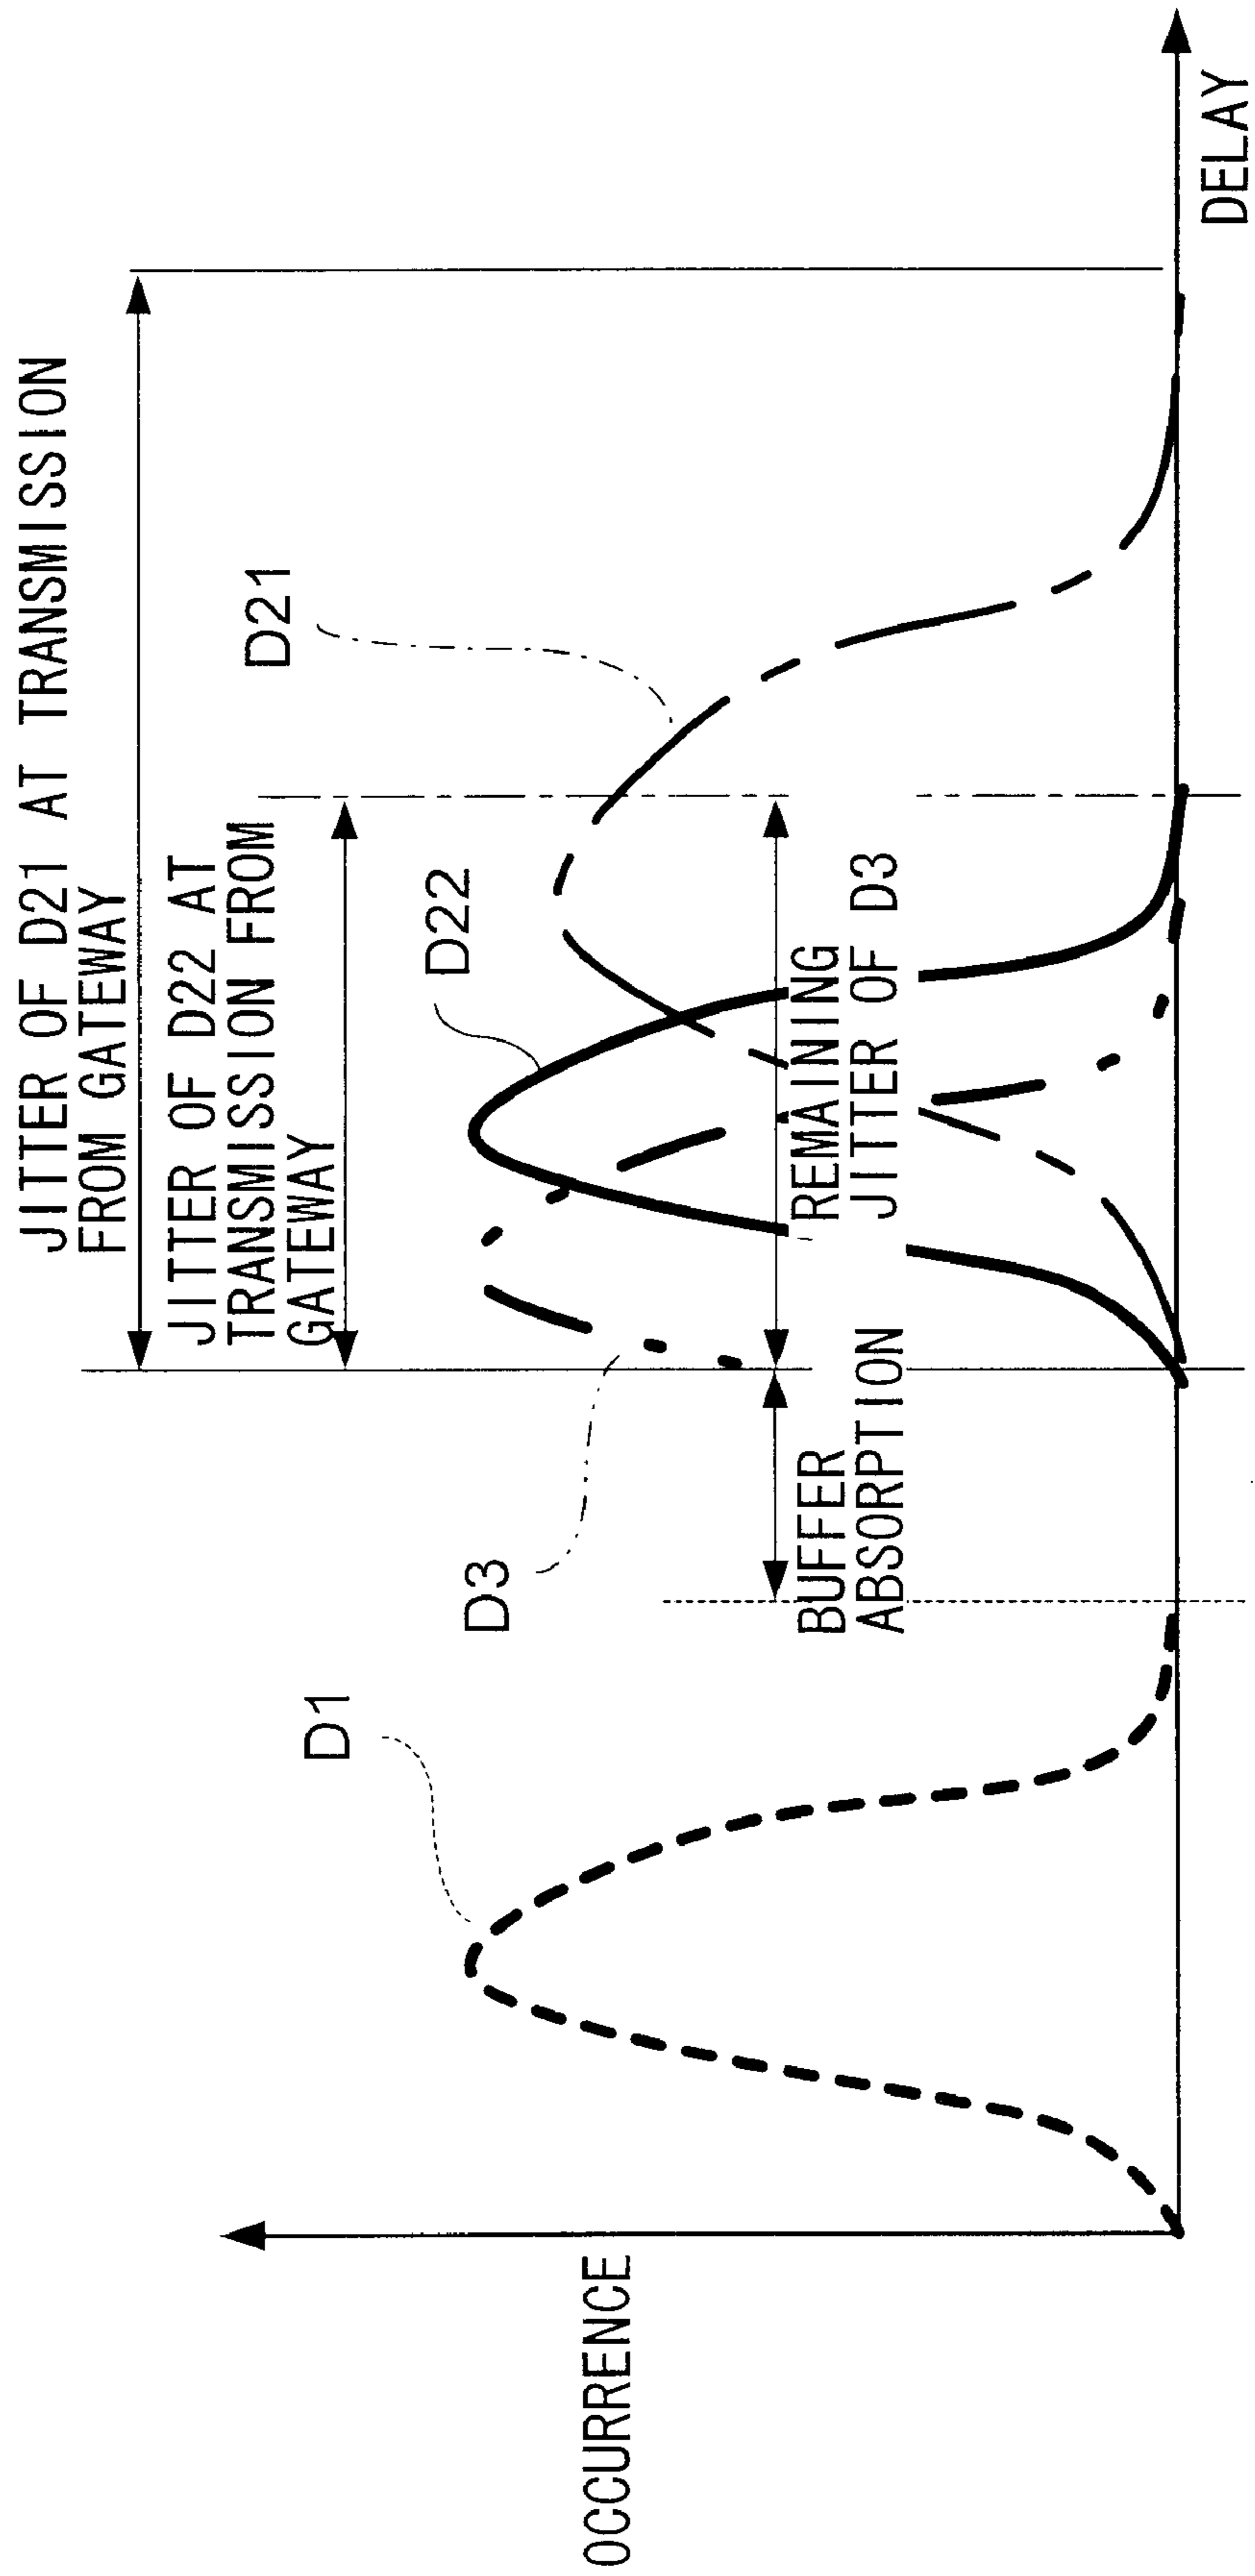 JITTER OF D21 AT TRANSMISSION
FROM GATEWAY
JITTER OF D22 AT
TRANSMISSION FROM
GATEWAY
D21
D22
D1
D3
REMAINING
JITTER OF D3
BUFFER
ABSORPTION
OCCURRENCE
DELAY